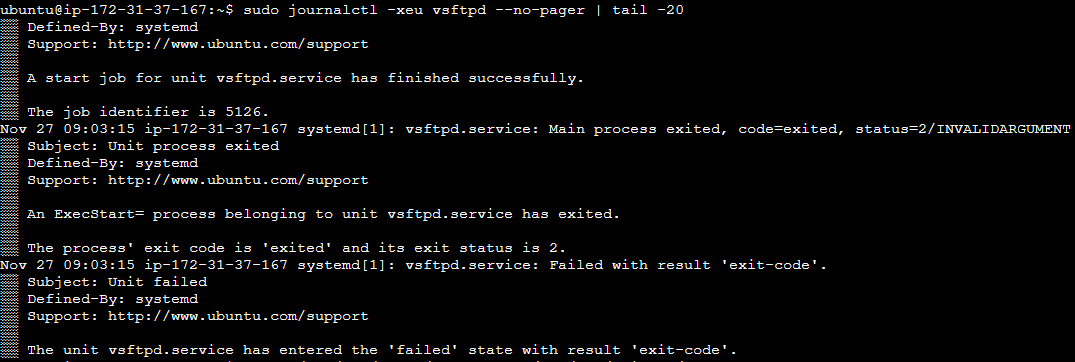 ubuntu@ip-172-31-37-167:~$ sudo journalctl -xeu vsftpd --no-pager | tail -20
░░ Defined-By: systemd
░░ Support: http://www.ubuntu.com/support
░░
░░ A start job for unit vsftpd.service has finished successfully.
░░
░░ The job identifier is 5126.
Nov 27 09:03:15 ip-172-31-37-167 systemd[1]: vsftpd.service: Main process exited, code=exited, status=2/INVALIDARGUMENT
░░ Subject: Unit process exited
░░ Defined-By: systemd
░░ Support: http://www.ubuntu.com/support
░░
░░ An ExecStart= process belonging to unit vsftpd.service has exited.
░░
░░ The process' exit code is 'exited' and its exit status is 2.
Nov 27 09:03:15 ip-172-31-37-167 systemd[1]: vsftpd.service: Failed with result 'exit-code'.
░░ Subject: Unit failed
░░ Defined-By: systemd
░░ Support: http://www.ubuntu.com/support
░░
░░ The unit vsftpd.service has entered the 'failed' state with result 'exit-code'.